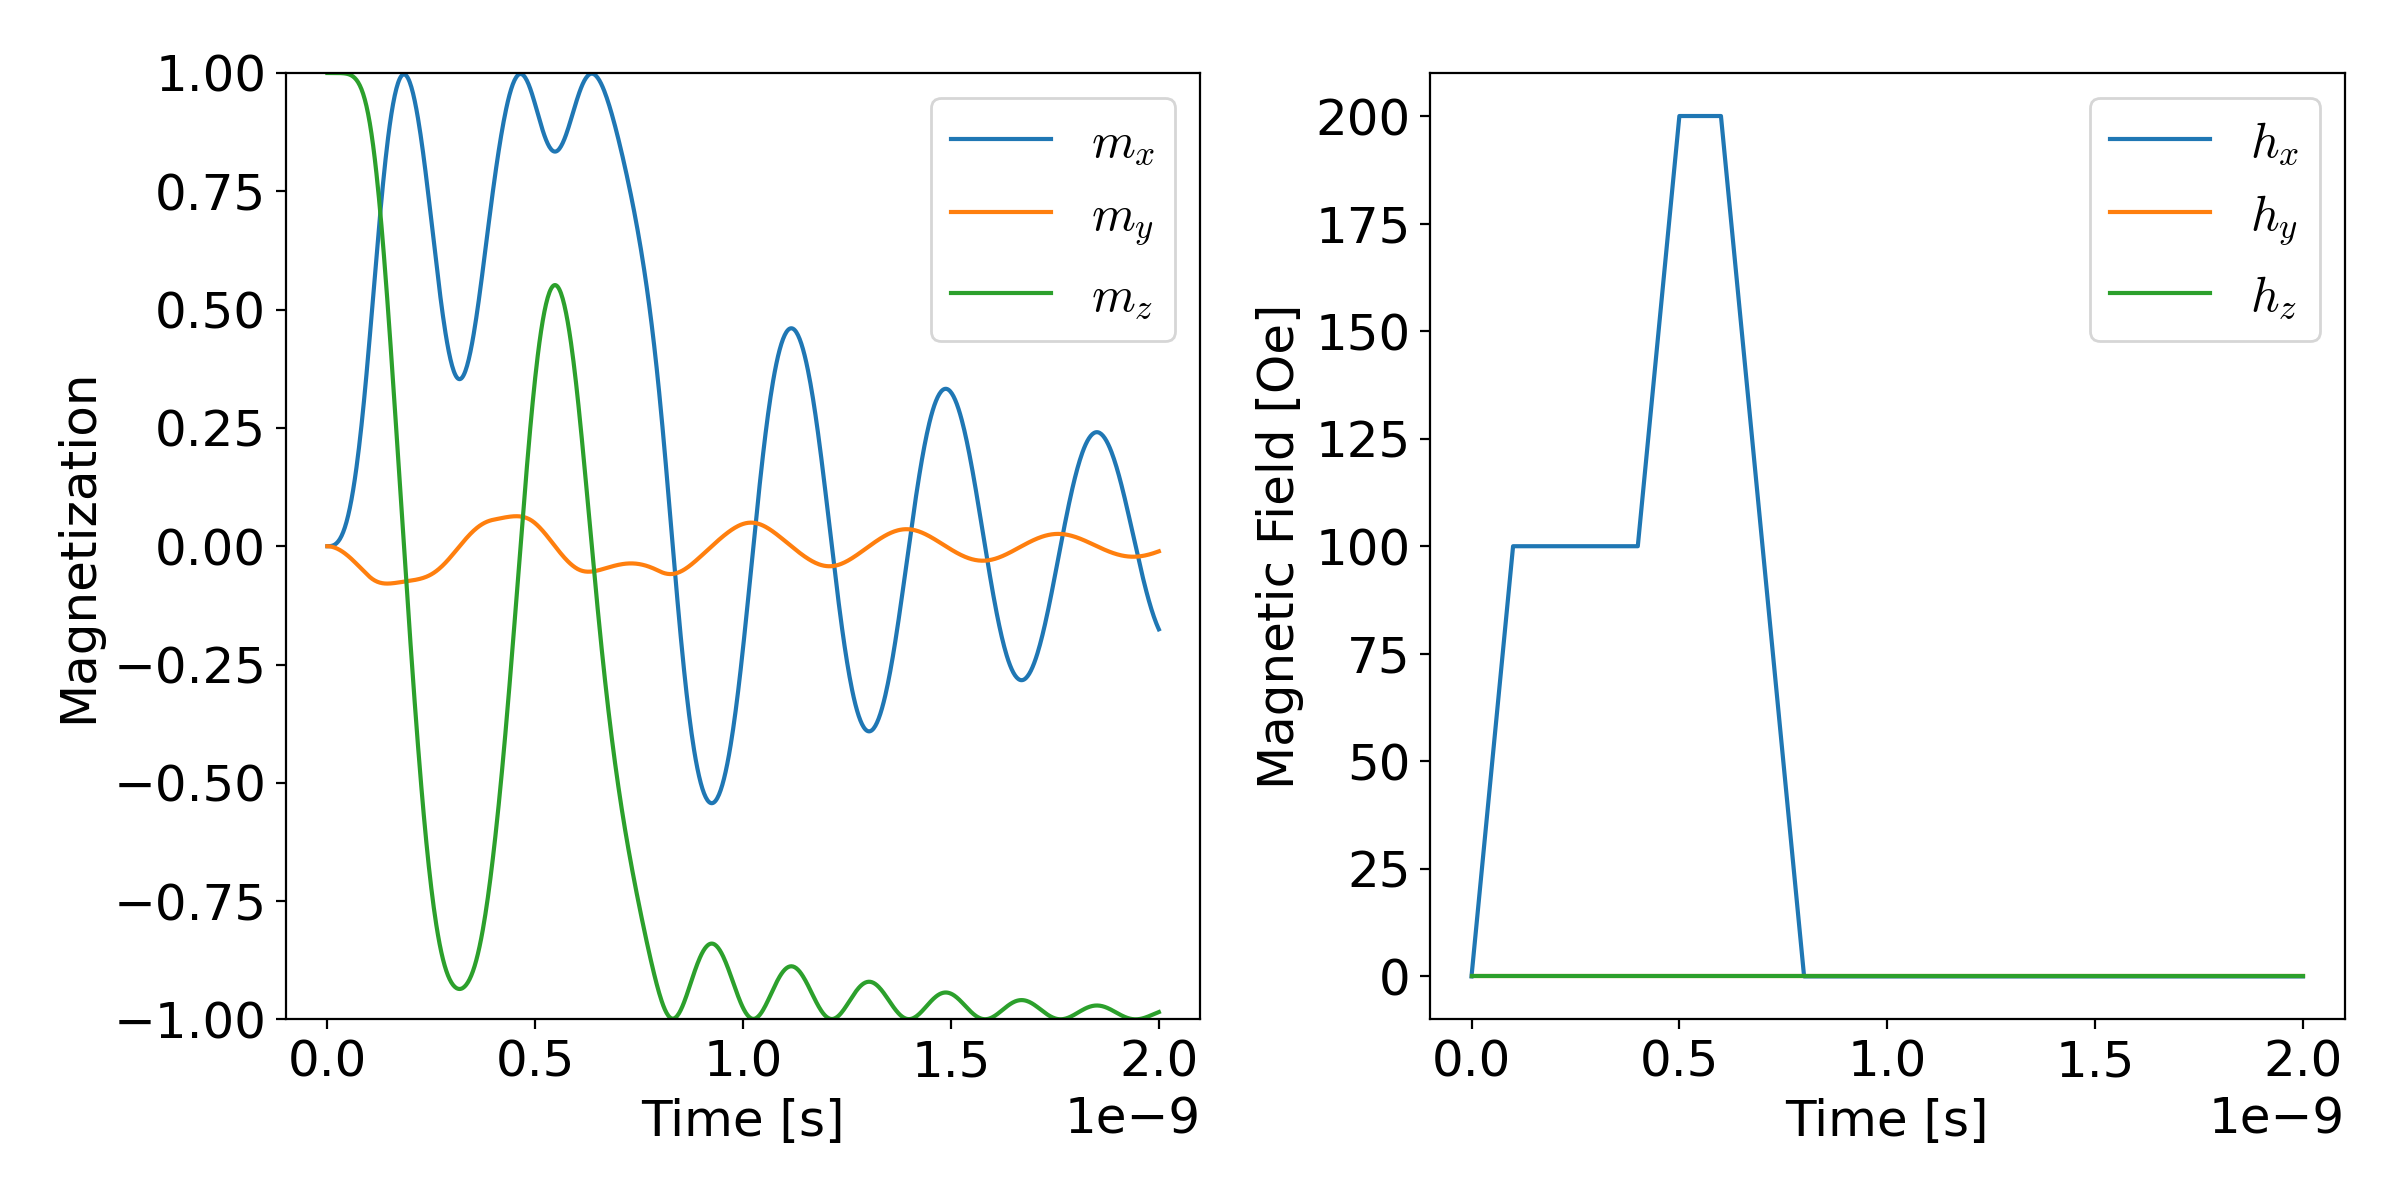 Magnetization
1.00
0.75
0.50
0.25
0.00
−0.25
−0.50
−0.75
−1.00
0.0 0.5 1.0 1.5 2.0
Time [s]
1e−9
m_x
m_y
m_z
Magnetic Field [Oe]
200
175
150
125
100
75
50
25
0
0.0 0.5 1.0 1.5 2.0
Time [s]
1e−9
h_x
h_y
h_z